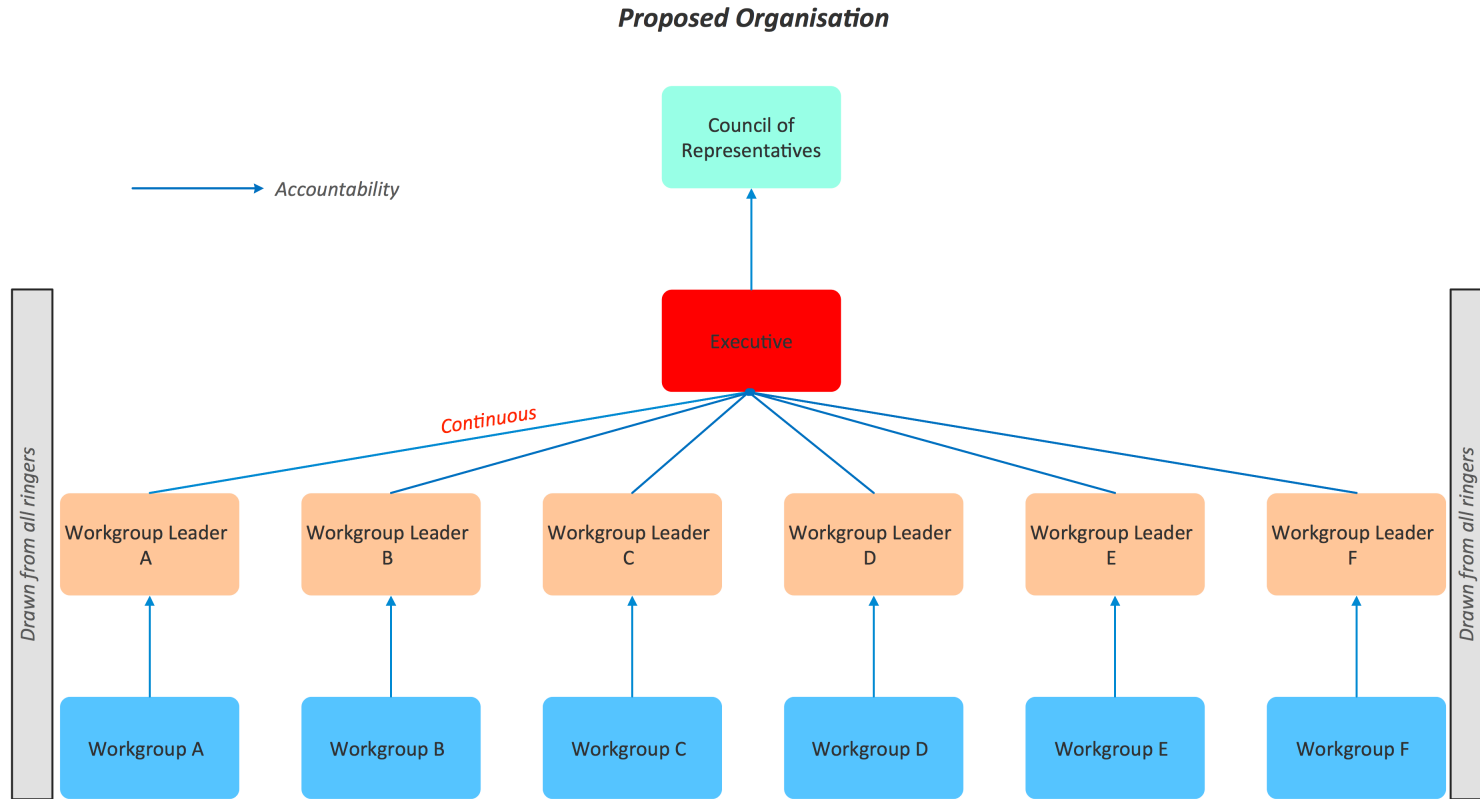 Proposed Organisation
Council of
Representatives
Accountability
Executive
Continuous
Drawn from all ringers
Drawn from all ringers
Workgroup Leader
A
Workgroup Leader
B
Workgroup Leader
C
Workgroup Leader
D
Workgroup Leader
E
Workgroup Leader
F
Workgroup A
Workgroup B
Workgroup C
Workgroup D
Workgroup E
Workgroup F